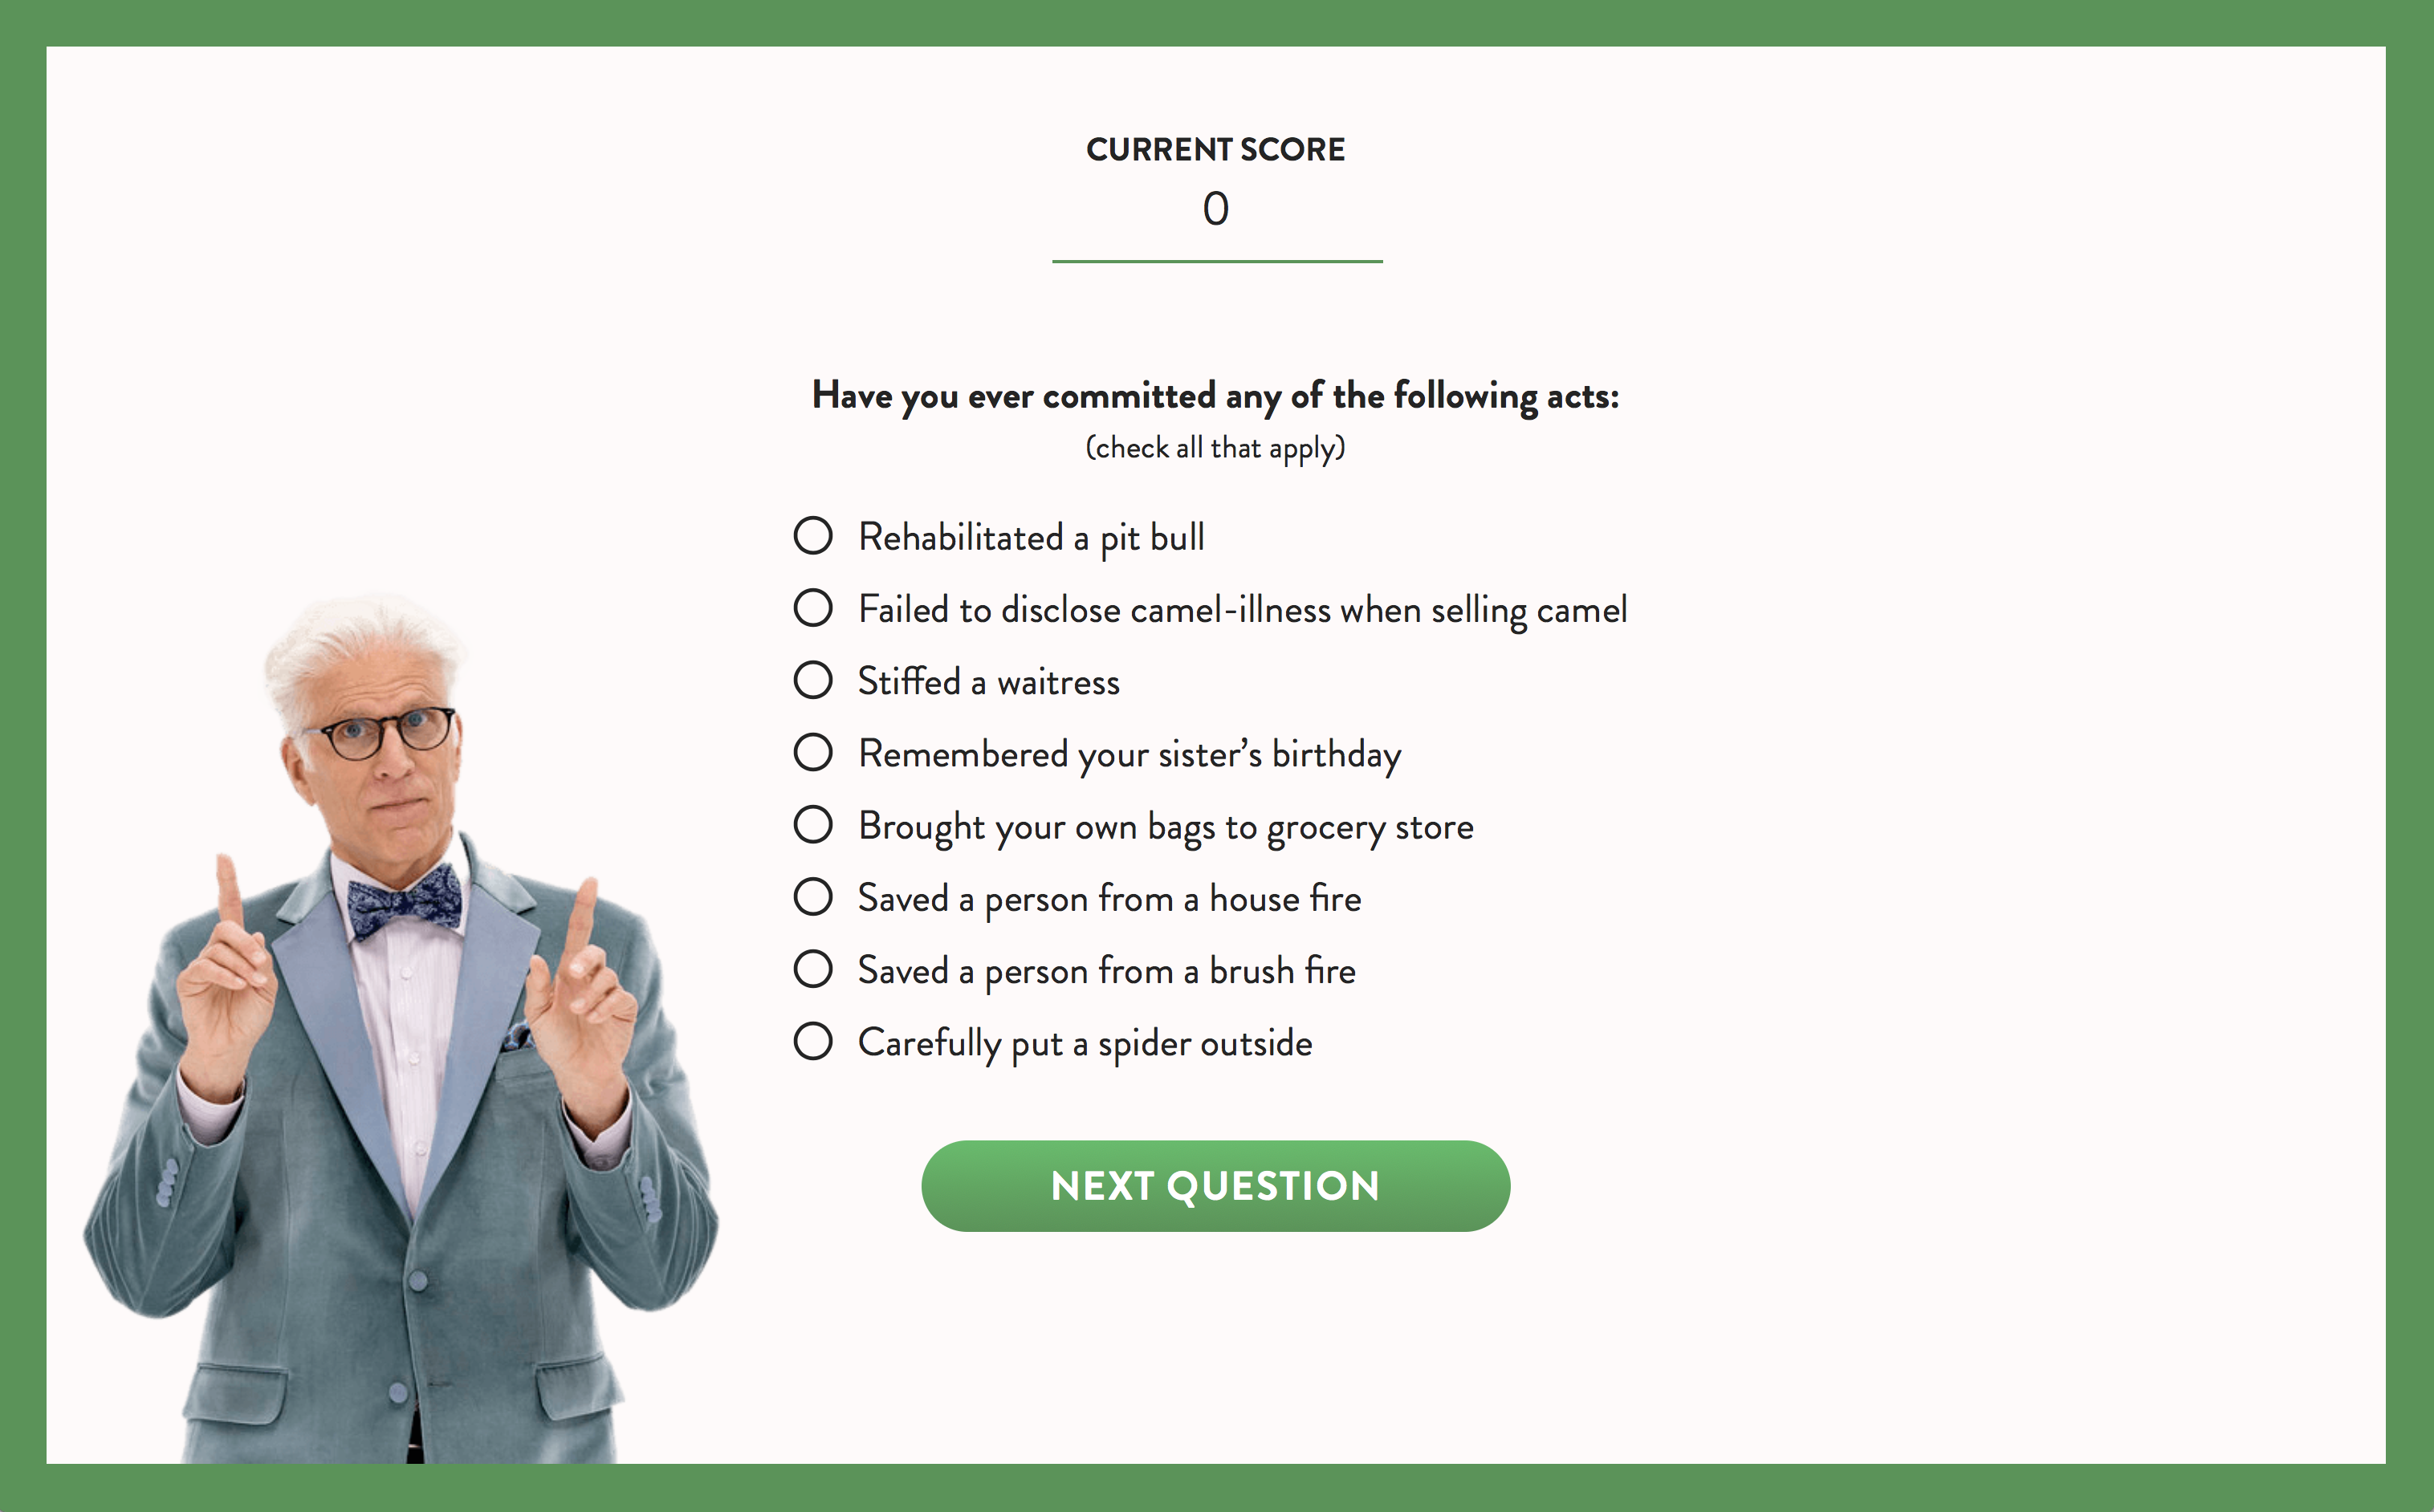 CURRENT SCORE
0
Have you ever committed any of the following acts:
(check all that apply)
Rehabilitated a pit bull
Failed to disclose camel-illness when selling camel
Stiffed a waitress
Remembered your sister’s birthday
Brought your own bags to grocery store
Saved a person from a house fire
Saved a person from a brush fire
Carefully put a spider outside
NEXT QUESTION